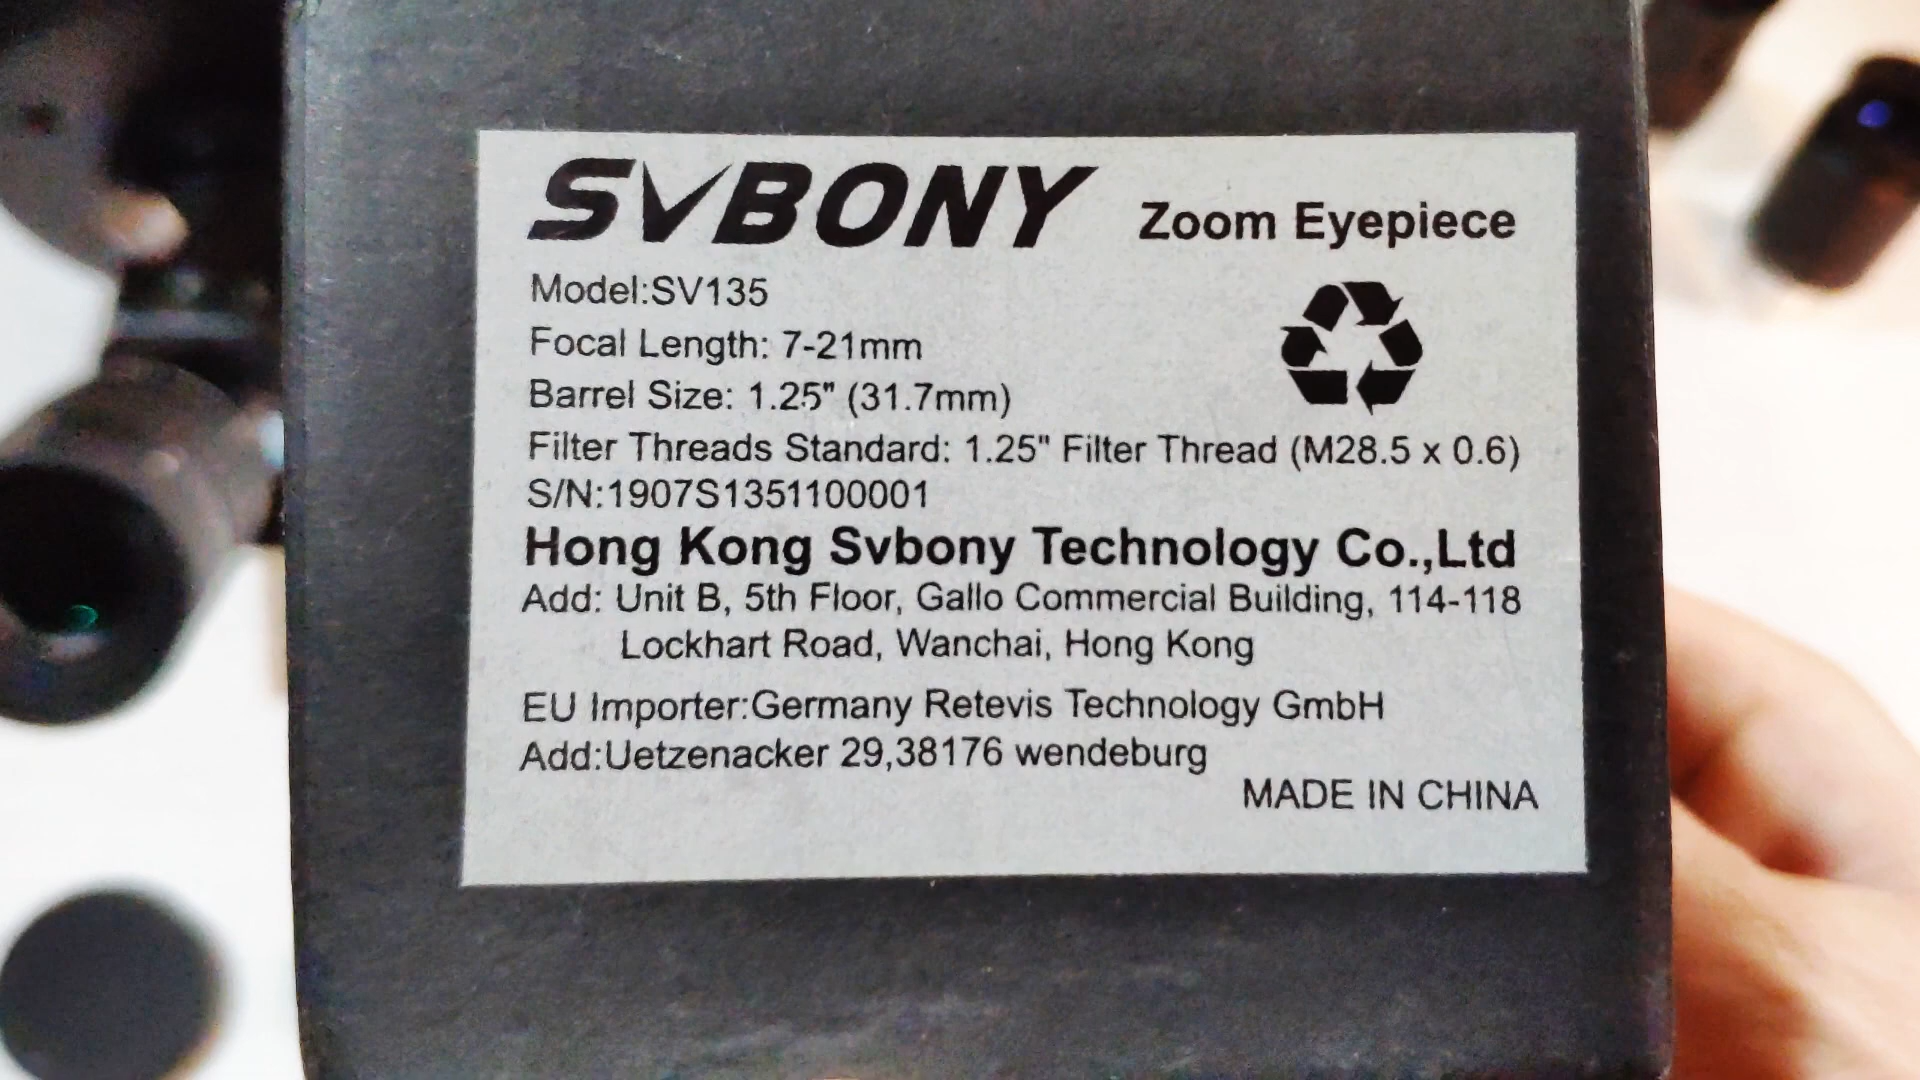 SVBONY Zoom Eyepiece
Model:SV135
Focal Length: 7-21mm
Barrel Size: 1.25" (31.7mm)
Filter Threads Standard: 1.25" Filter Thread (M28.5 x 0.6)
S/N:1907S1351100001
Hong Kong Svbony Technology Co.,Ltd
Add: Unit B, 5th Floor, Gallo Commercial Building, 114-118
Lockhart Road, Wanchai, Hong Kong
EU Importer:Germany Retevis Technology GmbH
Add:Uetzenacker 29,38176 wendeburg
MADE IN CHINA